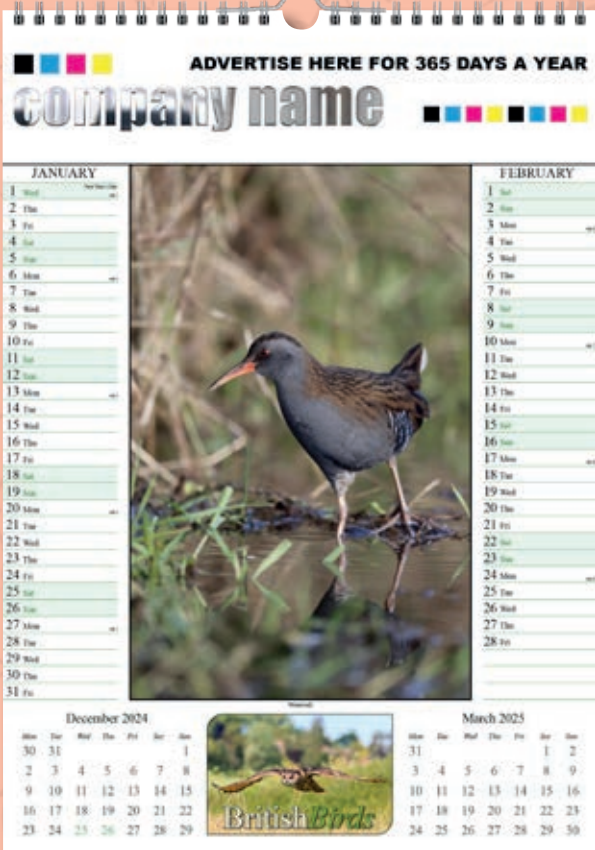 ADVERTISE HERE FOR 365 DAYS A YEAR
company name
JANUARY
1 Wed
2 Thu
3 Fri
4 Sat
5 Sun
6 Mon
7 Tue
8 Wed
9 Thu
10 Fri
11 Sat
12 Sun
13 Mon
14 Tue
15 Wed
16 Thu
17 Fri
18 Sat
19 Sun
20 Mon
21 Tue
22 Wed
23 Thu
24 Fri
25 Sat
26 Sun
27 Mon
28 Tue
29 Wed
30 Thu
31 Fri
FEBRUARY
1 Sat
2 Sun
3 Mon
4 Tue
5 Wed
6 Thu
7 Fri
8 Sat
9 Sun
10 Mon
11 Tue
12 Wed
13 Thu
14 Fri
15 Sat
16 Sun
17 Mon
18 Tue
19 Wed
20 Thu
21 Fri
22 Sat
23 Sun
24 Mon
25 Tue
26 Wed
27 Thu
28 Fri
December 2024
Mon Tue Wed Thu Fri Sat Sun
30 31 1
2 3 4 5 6 7 8
9 10 11 12 13 14 15
16 17 18 19 20 21 22
23 24 25 26 27 28 29
British Birds
March 2025
Mon Tue Wed Thu Fri Sat Sun
31 1 2
3 4 5 6 7 8 9
10 11 12 13 14 15 16
17 18 19 20 21 22 23
24 25 26 27 28 29 30